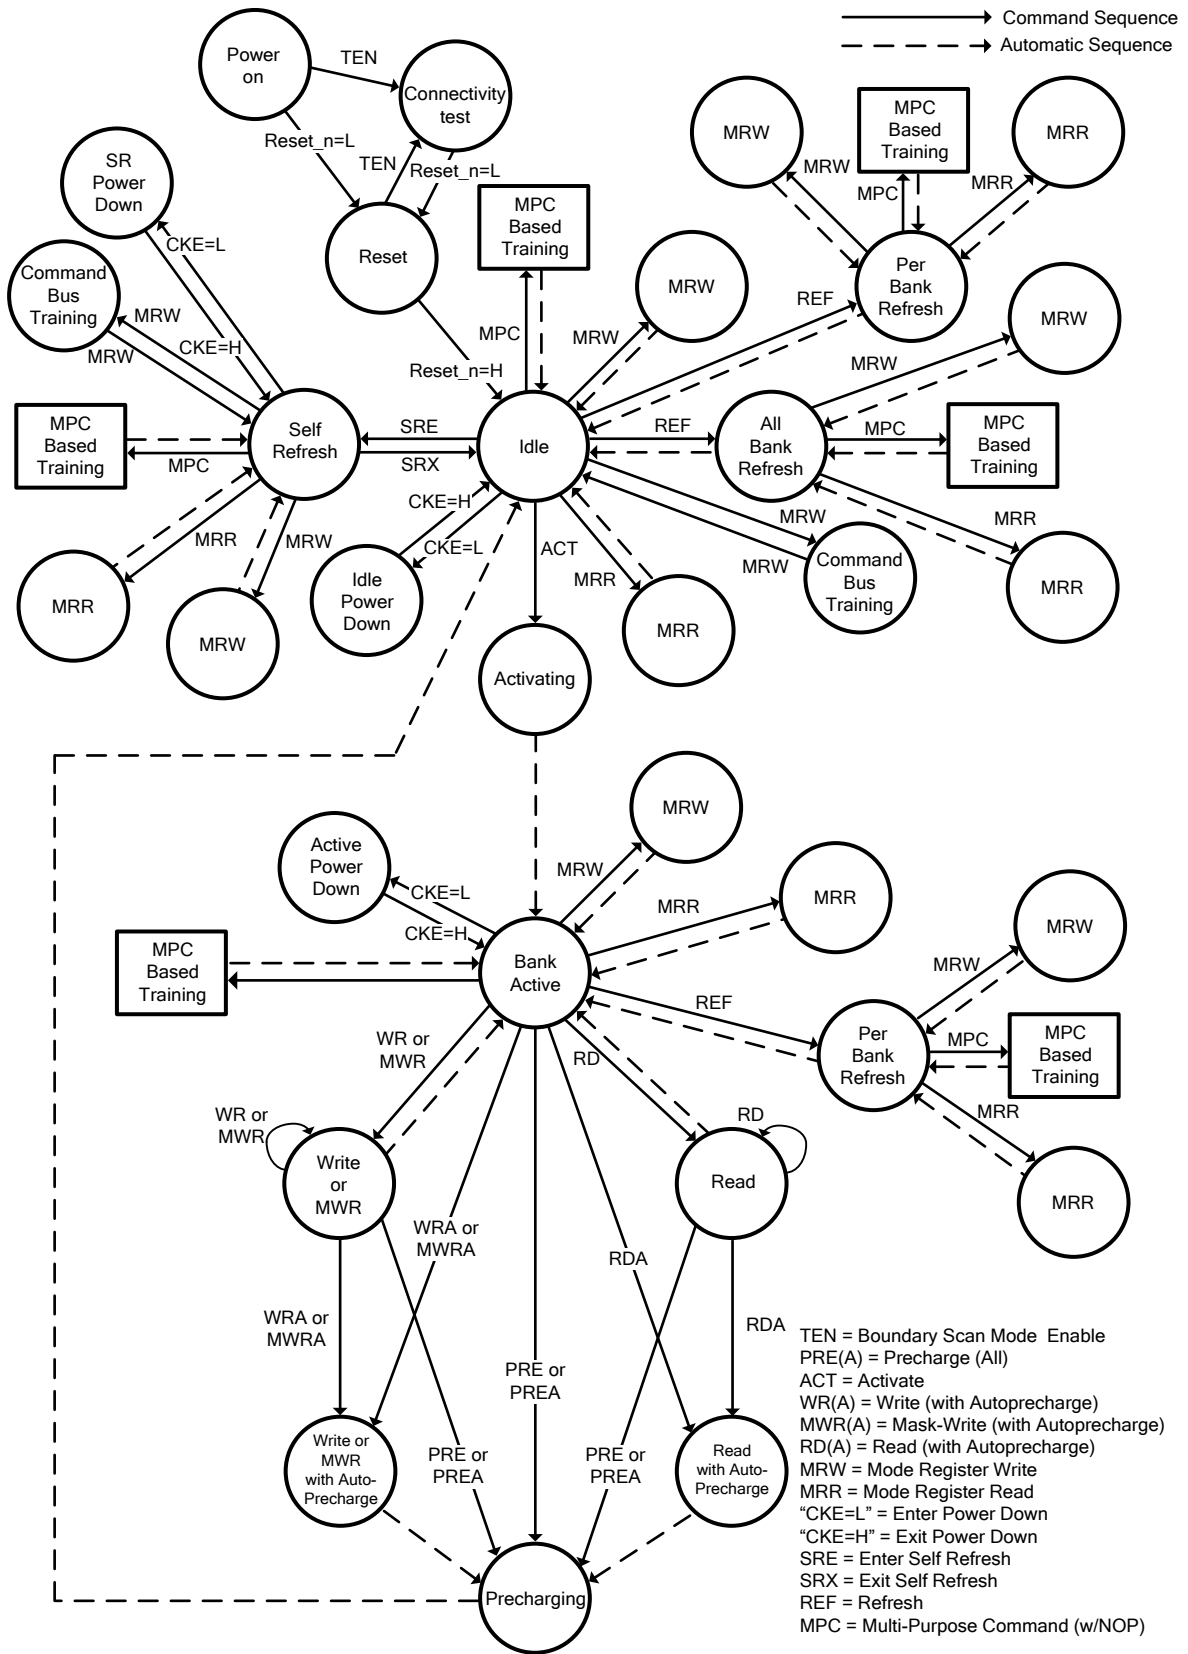 Command Sequence
Automatic Sequence
Power
on
TEN
Connectivity
test
Reset_n=L
TEN
Reset_n=L
Reset
Reset_n=H
SR
Power
Down
CKE=L
Command
Bus
Training
MRW
CKE=H
MRW
MPC
Based
Training
MPC
Self
Refresh
MRR
MRR
MRW
MRW
SRE
SRX
MPC
Based
Training
MPC
MRW
MRW
Idle
CKE=H
CKE=L
Idle
Power
Down
ACT
MRR
MRR
MRW
MRW
MPC
Based
Training
MPC
MRR
MRR
Per
Bank
Refresh
REF
REF
All
Bank
Refresh
MRW
MRW
MPC
MPC
Based
Training
MRR
MRR
MRW
MRW
Command
Bus
Training
Activating
Active
Power
Down
CKE=L
CKE=H
MPC
Based
Training
Bank
Active
MRW
MRW
MRR
MRR
REF
Per
Bank
Refresh
MRW
MRW
MPC
MPC
Based
Training
MRR
MRR
WR or
MWR
RD
WR or
MWR
Write
or
MWR
RD
Read
WRA or
MWRA
RDA
WRA or
MWRA
RDA
PRE or
PREA
PRE or
PREA
PRE or
PREA
Write or
MWR
with Auto-
Precharge
Read
with Auto-
Precharge
Precharging
TEN = Boundary Scan Mode Enable
PRE(A) = Precharge (All)
ACT = Activate
WR(A) = Write (with Autoprecharge)
MWR(A) = Mask-Write (with Autoprecharge)
RD(A) = Read (with Autoprecharge)
MRW = Mode Register Write
MRR = Mode Register Read
“CKE=L” = Enter Power Down
“CKE=H” = Exit Power Down
SRE = Enter Self Refresh
SRX = Exit Self Refresh
REF = Refresh
MPC = Multi-Purpose Command (w/NOP)